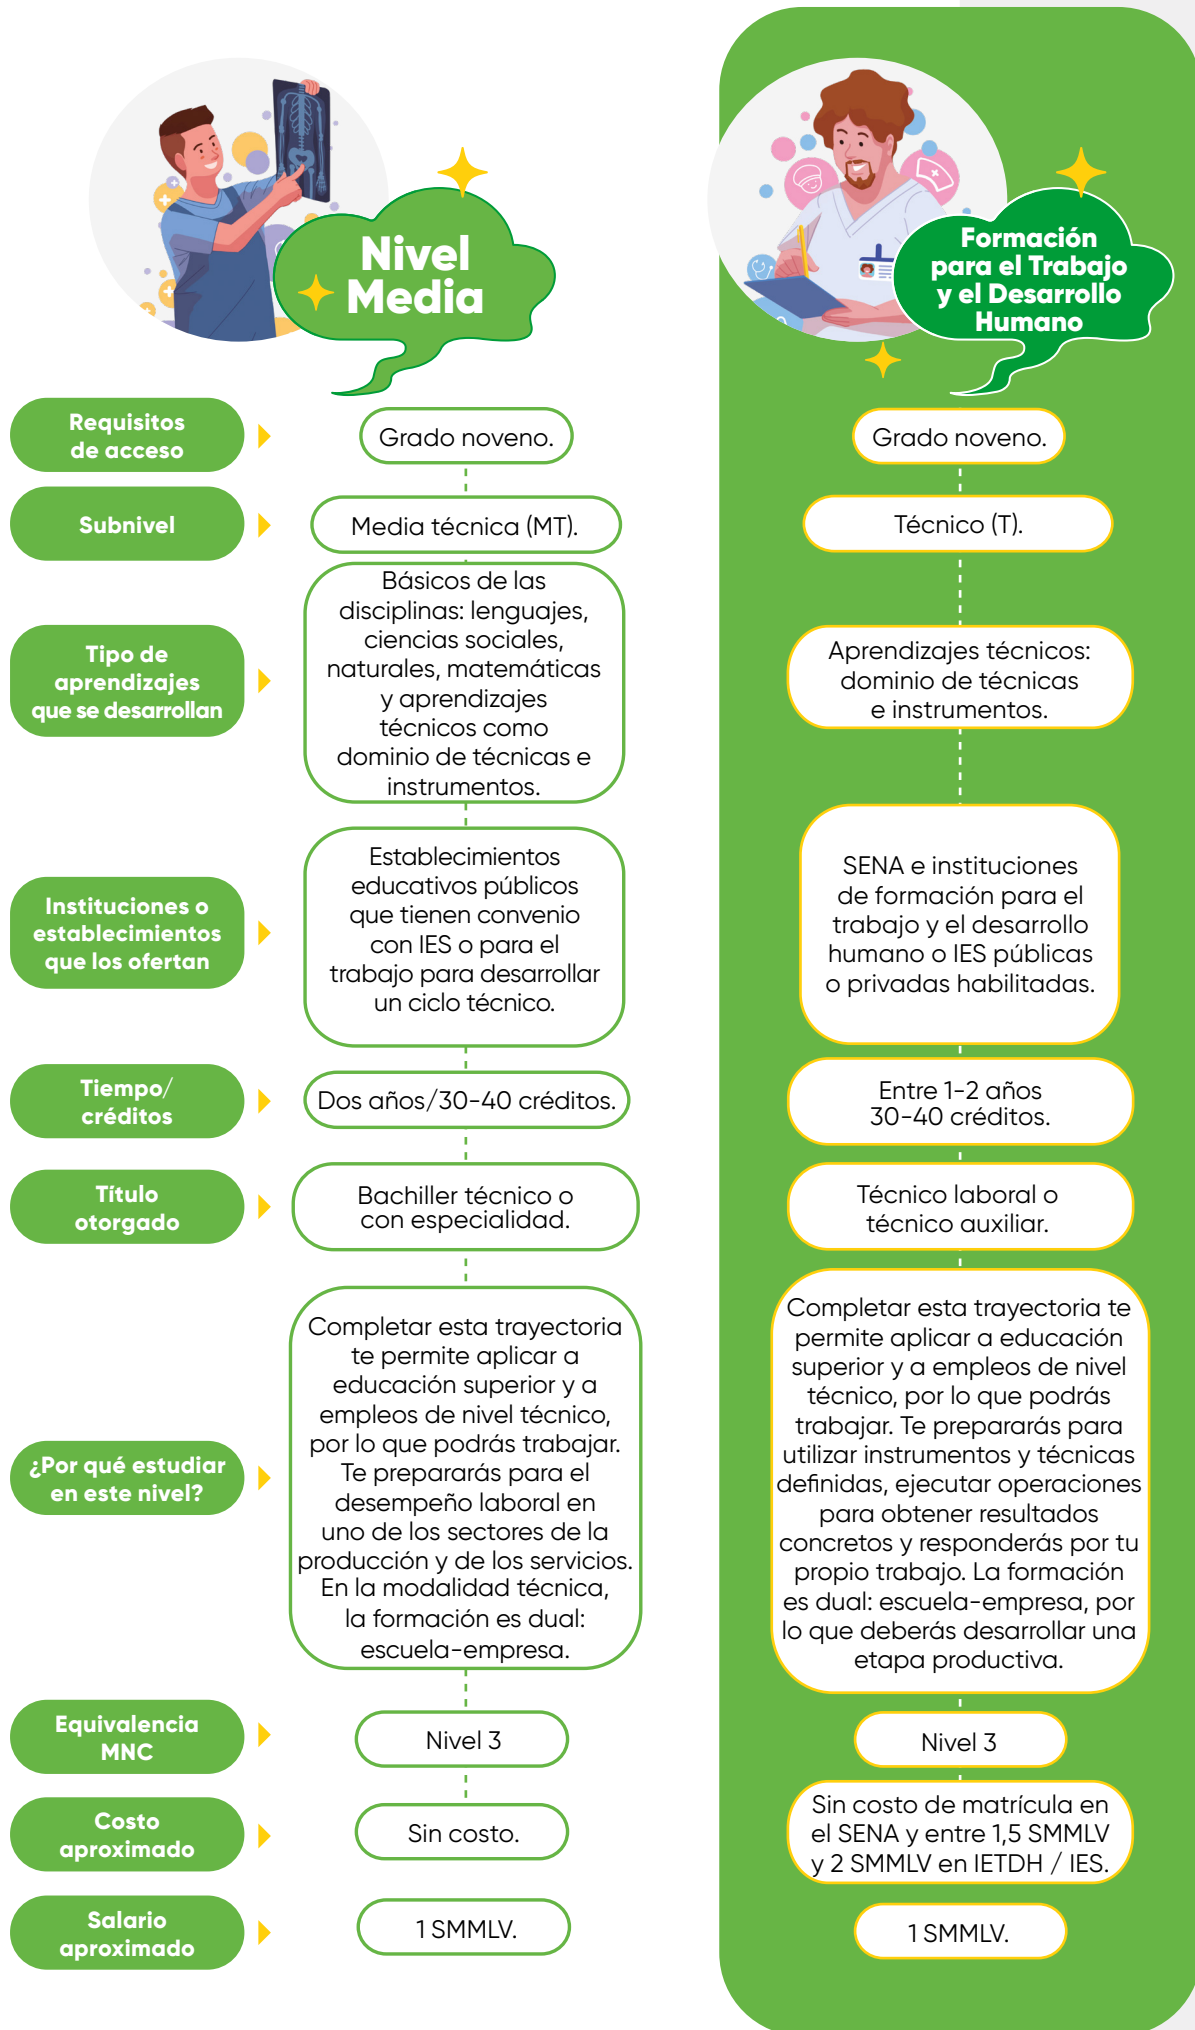 Nivel
Media
Formación
para el Trabajo
y el Desarrollo
Humano
Requisitos
de acceso
Grado noveno.
Grado noveno.
Subnivel
Media técnica (MT).
Técnico (T).
Tipo de
aprendizajes
que se desarrollan
Básicos de las
disciplinas: lenguajes,
ciencias sociales,
naturales, matemáticas
y aprendizajes
técnicos como
dominio de técnicas e
instrumentos.
Aprendizajes técnicos:
dominio de técnicas
e instrumentos.
Instituciones o
establecimientos
que los ofertan
Establecimientos
educativos públicos
que tienen convenio
con IES o para el
trabajo para desarrollar
un ciclo técnico.
SENA e instituciones
de formación para el
trabajo y el desarrollo
humano o IES públicas
o privadas habilitadas.
Tiempo/
créditos
Dos años/30-40 créditos.
Entre 1-2 años
30-40 créditos.
Título
otorgado
Bachiller técnico o
con especialidad.
Técnico laboral o
técnico auxiliar.
¿Por qué estudiar
en este nivel?
Completar esta trayectoria
te permite aplicar a
educación superior y a
empleos de nivel técnico,
por lo que podrás trabajar.
Te prepararás para el
desempeño laboral en
uno de los sectores de la
producción y de los servicios.
En la modalidad técnica,
la formación es dual:
escuela-empresa.
Completar esta trayectoria te
permite aplicar a educación
superior y a empleos de nivel
técnico, por lo que podrás
trabajar. Te prepararás para
utilizar instrumentos y técnicas
definidas, ejecutar operaciones
para obtener resultados
concretos y responderás por tu
propio trabajo. La formación
es dual: escuela-empresa, por
lo que deberás desarrollar una
etapa productiva.
Equivalencia
MNC
Nivel 3
Nivel 3
Costo
aproximado
Sin costo.
Sin costo de matrícula en
el SENA y entre 1,5 SMMLV
y 2 SMMLV en IETDH / IES.
Salario
aproximado
1 SMMLV.
1 SMMLV.